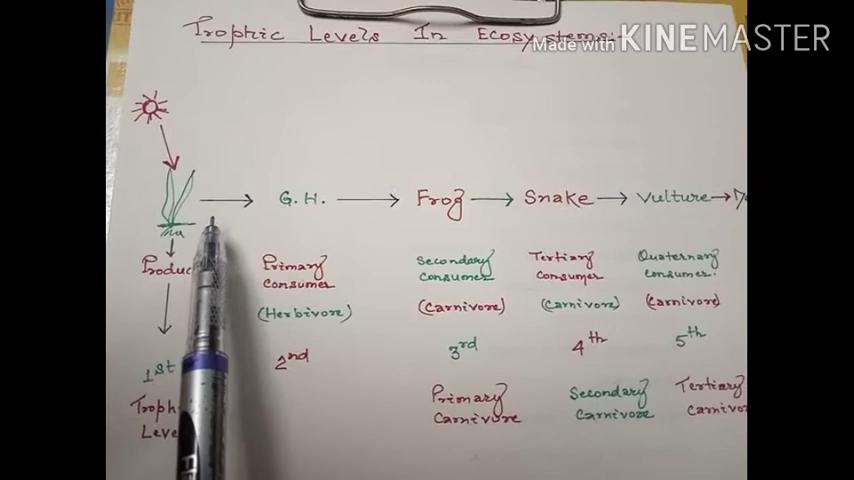 Trophic Levels In Ecosystems:-
Made with KINEMASTER
G.H. Frog Snake Vulture
Primary consumer
(Herbivore)
2nd
Secondary consumer
(Carnivore)
3rd
Primary Carnivore
Tertiary consumer
(Carnivore)
4th
Secondary Carnivore
Quaternary consumer.
(Carnivore)
5th
Tertiary
1st